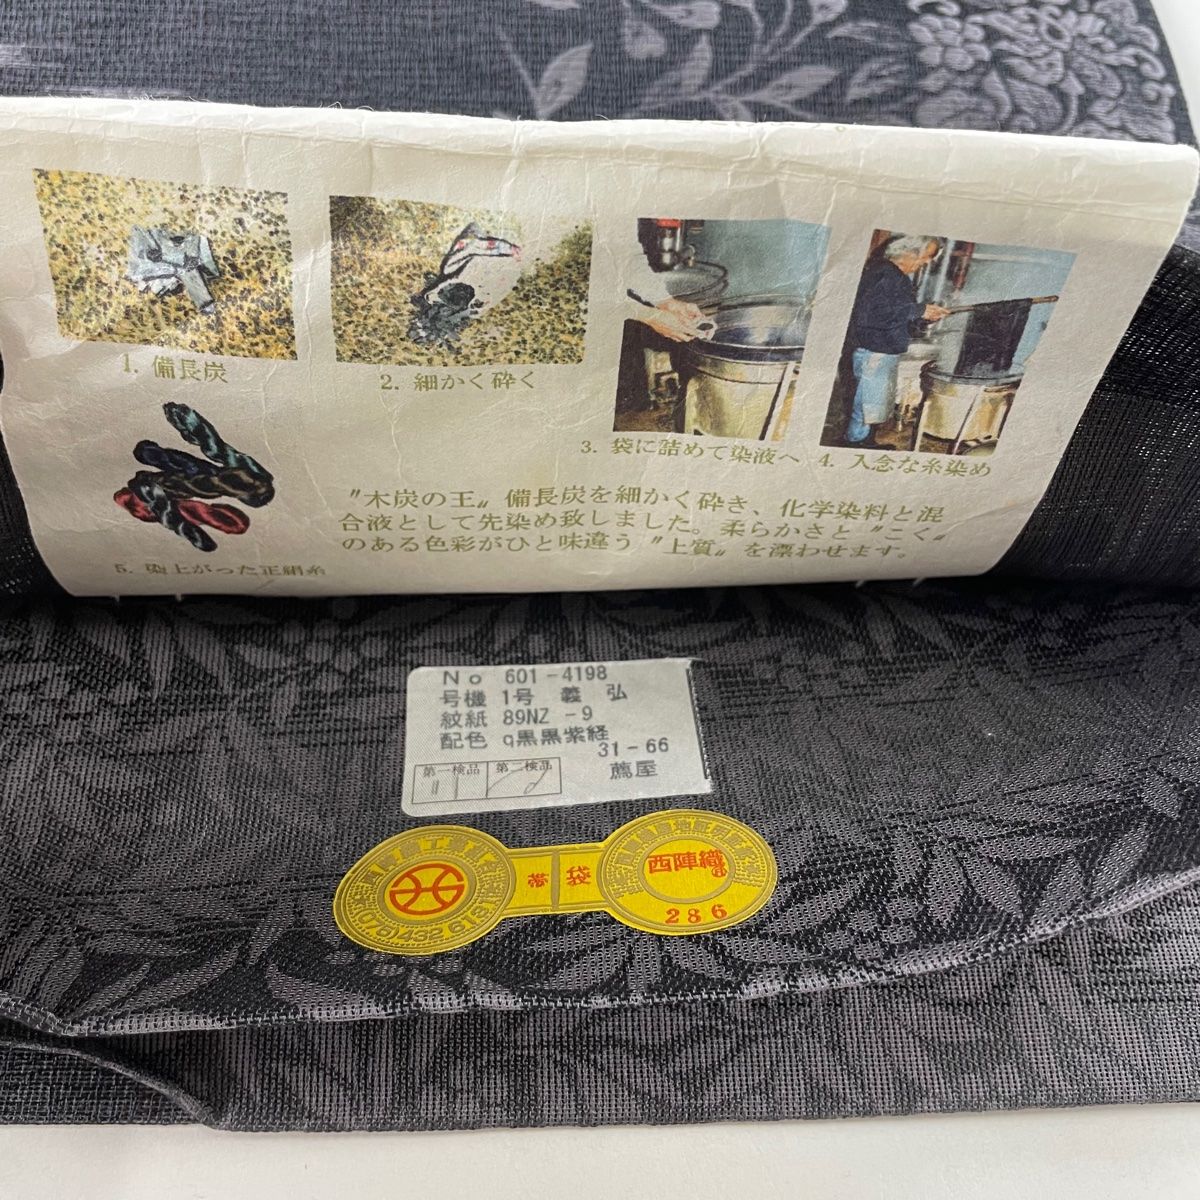 1. 備長炭
2. 細かく砕く
3. 袋に詰めて染液へ
4. 入念な糸染め
5. 染上がった正絹糸
〝木炭の王〟備長炭を細かく砕き、化学染料と混
合液として先染め致しました。柔らかさと〝こく〟
のある色彩がひと味違う〝上質〟を漂わせます。
No 601-4198
号機 1号 義 弘
紋紙 89NZ -9
配色 q黒黒紫経
31-66
第一検品 第二検品
蔦屋
帯 袋
西陣織
286
(075)432 6131